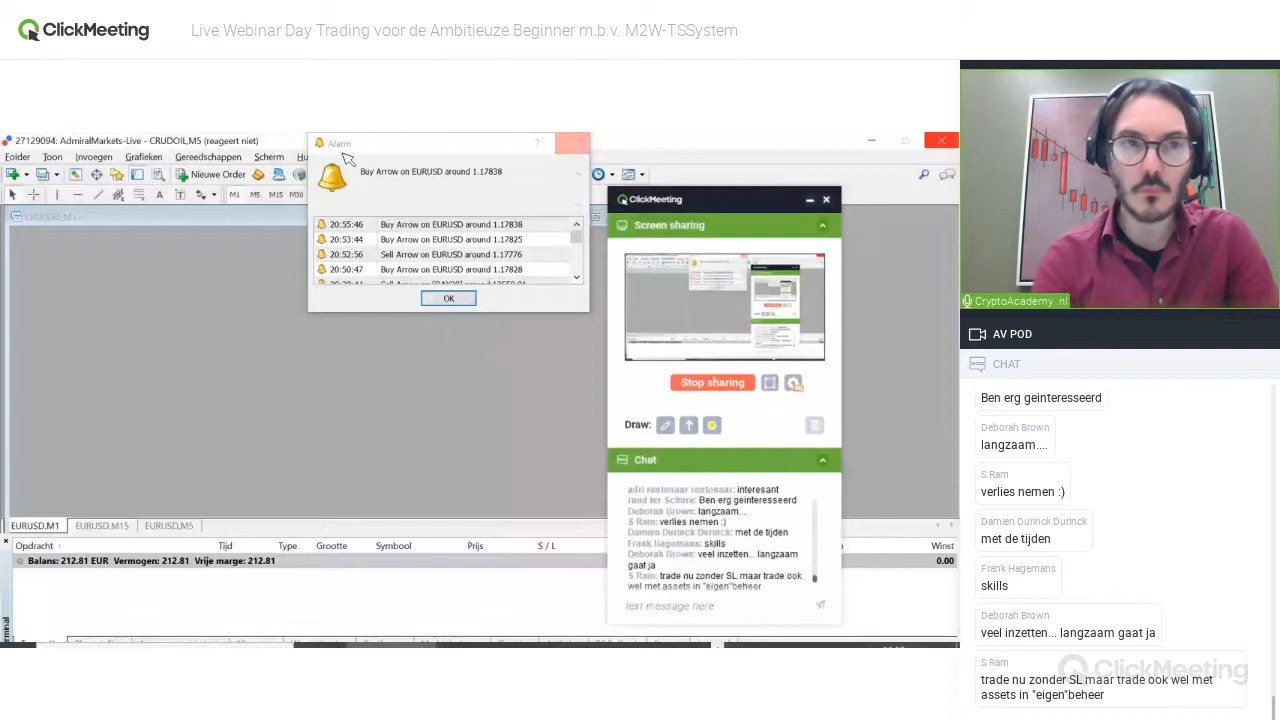 ClickMeeting
Live Webinar Day Trading voor de Ambitieuze Beginner m.b.v. M2W-TSSystem
27129094: AdmiralMarkets-Live - CRUDOIL,M5 (reageert niet)
Folder Toon Invoegen Grafieken Gereedschappen Scherm
Nieuwe Order
A T M1 M5 M15 M30
Alarm
?
Buy Arrow on EURUSD around 1.17838
20:55:46 Buy Arrow on EURUSD around 1.17838
20:53:44 Buy Arrow on EURUSD around 1.17825
20:52:56 Sell Arrow on EURUSD around 1.17776
20:50:47 Buy Arrow on EURUSD around 1.17828
OK
EURUSD,M1 EURUSD,M15 EURUSD,M5
Opdracht Tijd Type Grootte Symbool Prijs S / L Winst
Balans: 212.81 EUR Vermogen: 212.81 Vrije marge: 212.81 0.00
ClickMeeting
Screen sharing
Stop sharing
Draw:
Chat
interesant
Ben erg geinteresseerd
Deborah Brown: langzaam....
S Ram: verlies nemen :)
Damien Durinck Durinck: met de tijden
Frank Hagemans: skills
Deborah Brown: veel inzetten... langzaam
gaat ja
S Ram: trade nu zonder SL maar trade ook
wel met assets in "eigen"beheer
text message here
CryptoAcademy .nl
AV POD
CHAT
Ben erg geinteresseerd
Deborah Brown
langzaam....
S Ram
verlies nemen :)
Damien Durinck Durinck
met de tijden
Frank Hagemans
skills
Deborah Brown
veel inzetten... langzaam gaat ja
S Ram
trade nu zonder SL maar trade ook wel met
assets in "eigen"beheer
ClickMeeting